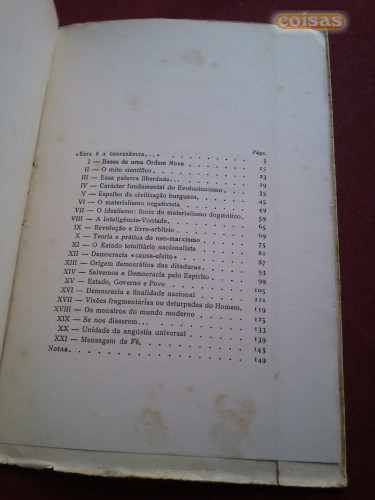 coisas
Págs.
«ESTA É A CONFERÊNCIA...» 5
I — Bases de uma Ordem Nova 15
II — O mito científico 23
III — Essa palavra liberdade... 29
IV — Carácter fundamental do Evolucionismo 35
V — Espelho da civilização burguesa 45
VI — O materialismo negativista 49
VII — O idealismo: fonte do materialismo dogmático 59
VIII — A Inteligência-Vontade 65
IX — Revolução e livre-arbítrio 69
X — Teoria e prática do neo-marxismo 75
XI — O Estado totalitário nacionalista 81
XII — Democracia «causa-efeito» 87
XIII — Origem democrática das ditaduras 93
XIV — Salvemos a Democracia pelo Espírito 99
XV — Estado, Governo e Povo 105
XVI — Democracia e finalidade nacional 111
XVII — Visões fragmentárias ou deturpadas do Homem 119
XVIII — Os monstros do mundo moderno 125
XIX — Se nos disserem... 133
XX — Unidade da angústia universal 139
XXI — Mensagem de Fé 143
NOTAS 149